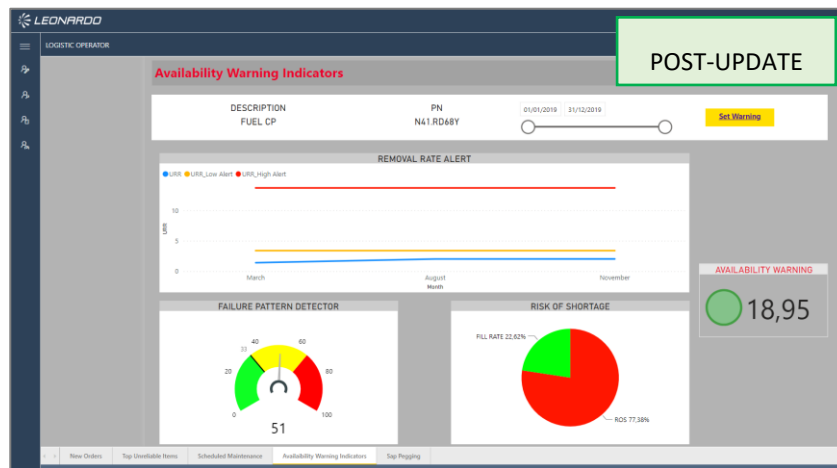 LEONARDO
LOGISTIC OPERATOR
POST-UPDATE
Availability Warning Indicators
DESCRIPTION
FUEL CP
PN
N41.RD68Y
01/01/2019
31/12/2019
Set Warning
REMOVAL RATE ALERT
URR
URR_Low Alert
URR_High Alert
10
5
0
URR
March
August
November
Month
AVAILABILITY WARNING
18,95
FAILURE PATTERN DETECTOR
0
20
33
40
60
80
100
51
RISK OF SHORTAGE
FILL RATE 22,62%
ROS 77,38%
New Orders
Top Unreliable Items
Scheduled Maintenance
Availability Warning Indicators
Sap Pegging